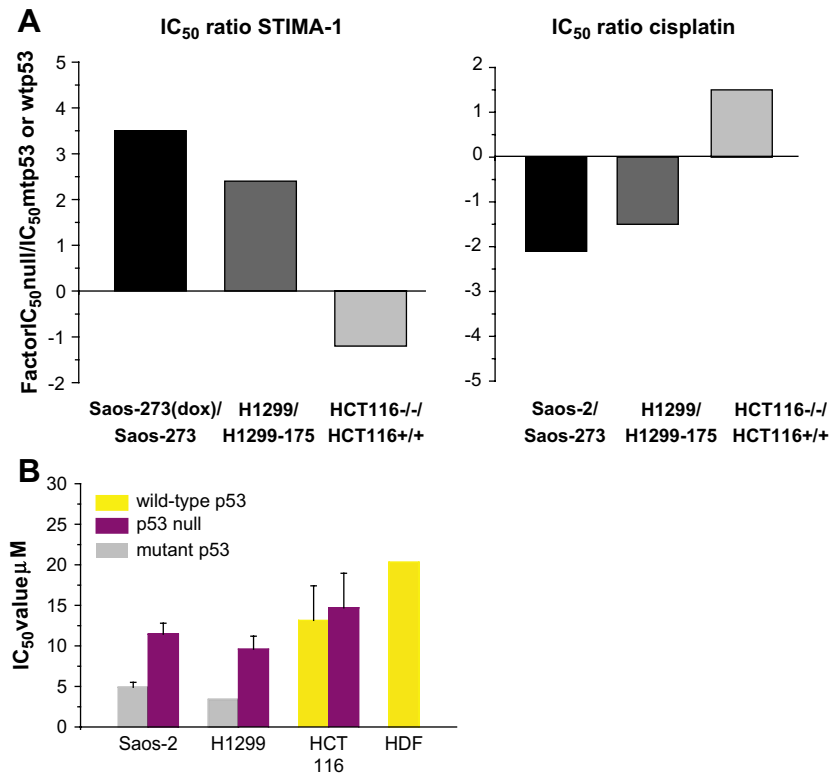 A
IC50 ratio STIMA-1
FactorIC50null/IC50mtp53 or wtp53
5
4
3
2
1
0
-1
-2
Saos-273(dox)/
Saos-273
H1299/
H1299-175
HCT116-/-/
HCT116+/+
IC50 ratio cisplatin
2
1
0
-1
-2
-3
-4
-5
Saos-2/
Saos-273
H1299/
H1299-175
HCT116-/-/
HCT116+/+
B
wild-type p53
p53 null
mutant p53
IC50value μM
30
25
20
15
10
5
0
Saos-2
H1299
HCT
116
HDF